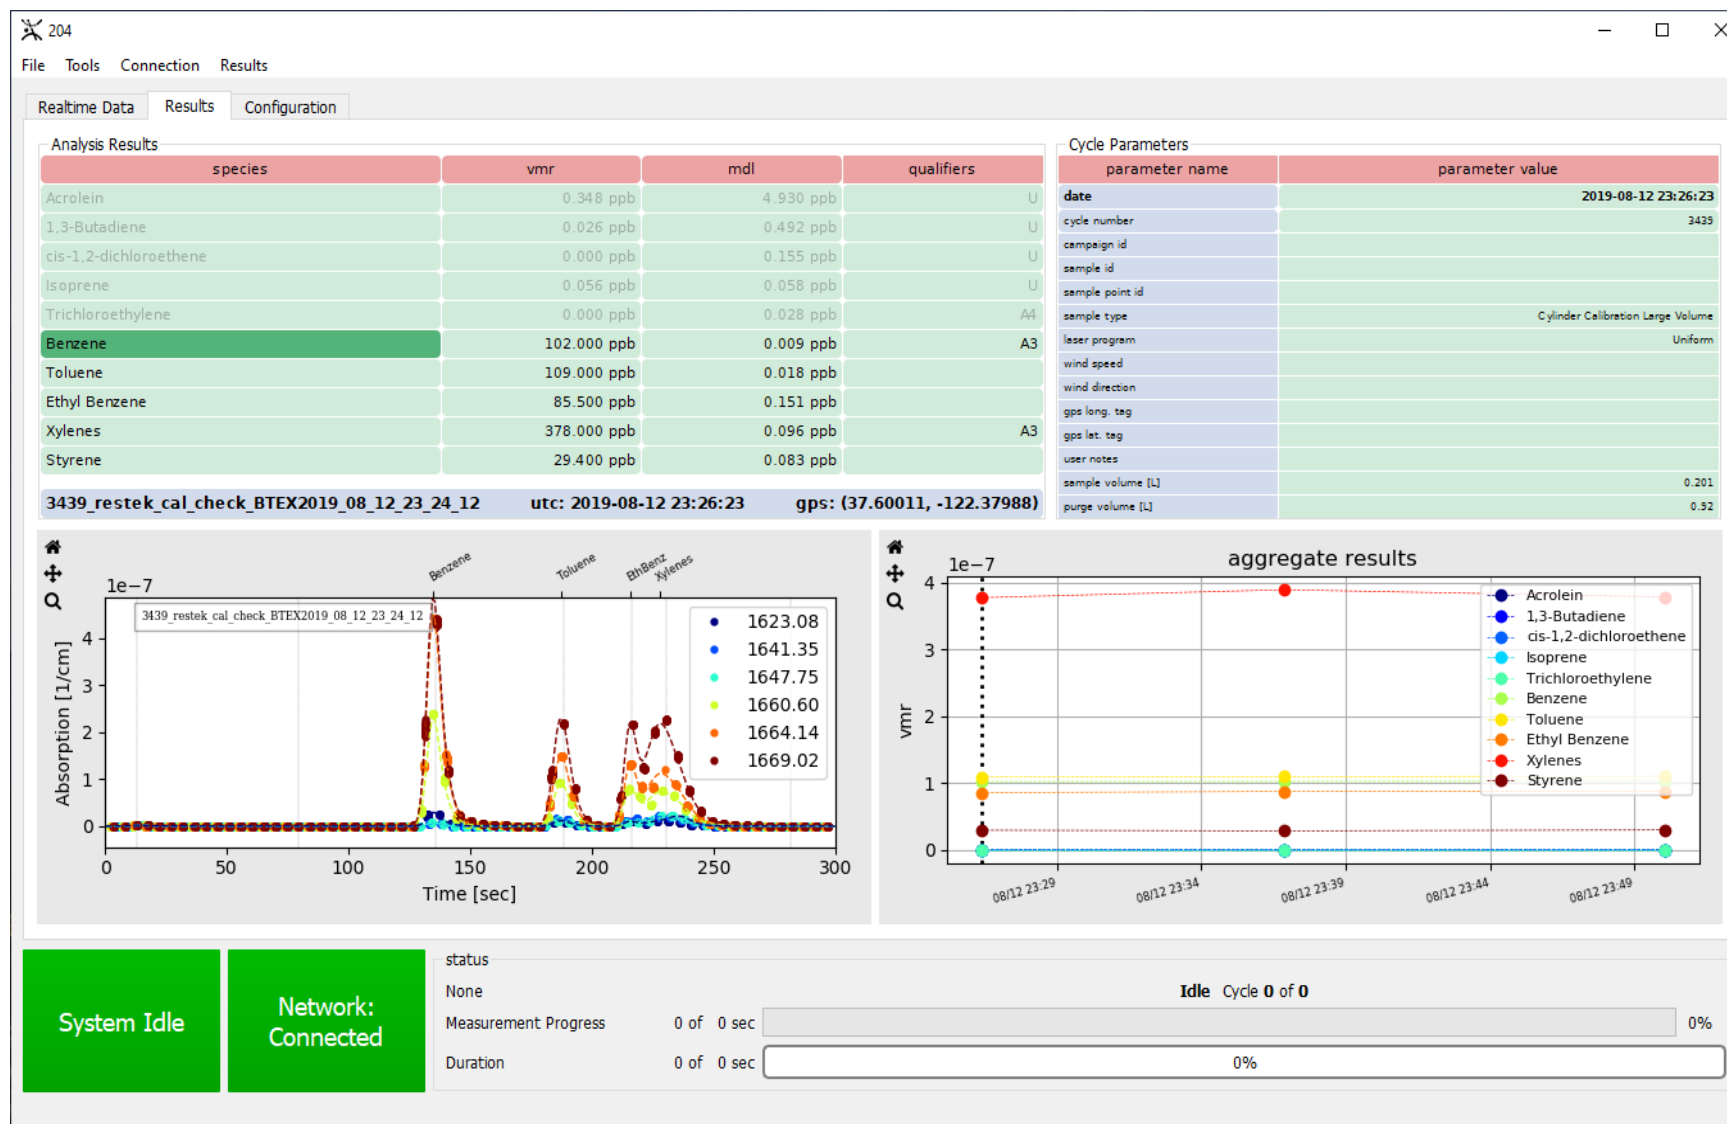 204
File Tools Connection Results
Realtime Data Results Configuration
Analysis Results
species vmr mdl qualifiers
Acrolein 0.348 ppb 4.930 ppb U
1,3-Butadiene 0.026 ppb 0.492 ppb U
cis-1,2-dichloroethene 0.000 ppb 0.155 ppb U
Isoprene 0.056 ppb 0.058 ppb U
Trichloroethylene 0.000 ppb 0.028 ppb A4
Benzene 102.000 ppb 0.009 ppb A3
Toluene 109.000 ppb 0.018 ppb
Ethyl Benzene 85.500 ppb 0.151 ppb
Xylenes 378.000 ppb 0.096 ppb A3
Styrene 29.400 ppb 0.083 ppb
3439_restek_cal_check_BTEX2019_08_12_23_24_12 utc: 2019-08-12 23:26:23 gps: (37.60011, -122.37988)
Cycle Parameters
parameter name parameter value
date 2019-08-12 23:26:23
cycle number 3439
campaign id
sample id
sample point id
sample type Cylinder Calibration Large Volume
laser program Uniform
wind speed
wind direction
gps long. tag
gps lat. tag
user notes
sample volume [L] 0.201
purge volume [L] 0.92
Benzene Toluene EthBenz Xylenes
1e−7
3439_restek_cal_check_BTEX2019_08_12_23_24_12
Absorption [1/cm]
4
3
2
1
0
0 50 100 150 200 250 300
Time [sec]
1623.08
1641.35
1647.75
1660.60
1664.14
1669.02
aggregate results
1e−7
vmr
4
3
2
1
0
08/12 23:29 08/12 23:34 08/12 23:39 08/12 23:44 08/12 23:49
Acrolein
1,3-Butadiene
cis-1,2-dichloroethene
Isoprene
Trichloroethylene
Benzene
Toluene
Ethyl Benzene
Xylenes
Styrene
System Idle
Network:
Connected
status
None Idle Cycle 0 of 0
Measurement Progress 0 of 0 sec 0%
Duration 0 of 0 sec 0%